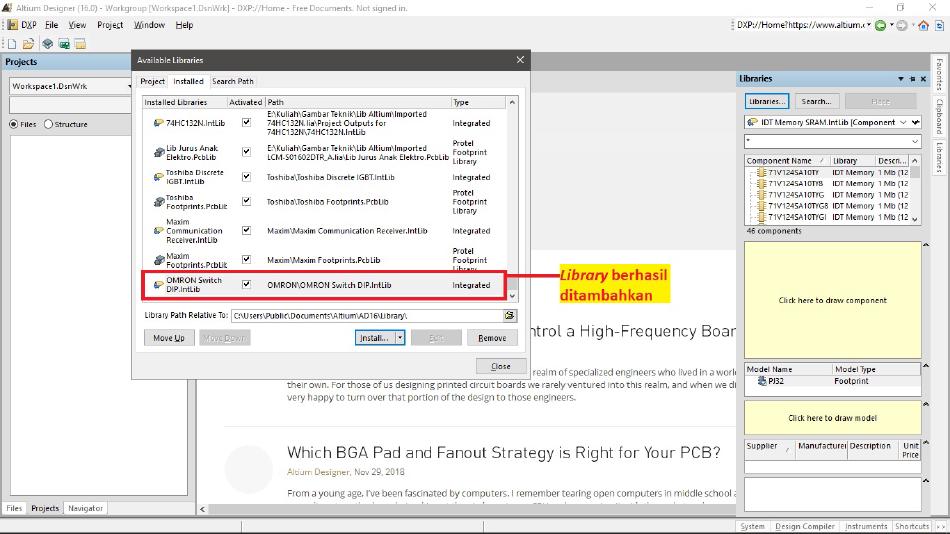 Altium Designer (16.0) - Workgroup [Workspace1.DsnWrk] - DXP://Home - Free Documents. Not signed in.
DXP File View Project Window Help
DXP://Home?https://www.altium.c
Projects
Workspace1.DsnWrk
Files Structure
Available Libraries
Project Installed Search Path
Installed Libraries Activated Path Type
74HC132N.IntLib
E:\Kuliah\Gambar Teknik\Lib Altium\Imported
74HC132N.lia\Project Outputs for
74HC132N\74HC132N.IntLib
Integrated
Lib Jurus Anak
Elektro.PcbLib
E:\Kuliah\Gambar Teknik\Lib Altium\Imported
LCM-S01602DTR_A.lia\Lib Jurus Anak Elektro.PcbLib
Protel
Footprint
Library
Toshiba Discrete
IGBT.IntLib
Toshiba\Toshiba Discrete IGBT.IntLib
Integrated
Toshiba
Footprints.PcbLib
Toshiba\Toshiba Footprints.PcbLib
Protel
Footprint
Library
Maxim
Communication
Receiver.IntLib
Maxim\Maxim Communication Receiver.IntLib
Integrated
Maxim
Footprints.PcbLib
Maxim\Maxim Footprints.PcbLib
Protel
Footprint
Library
OMRON Switch
DIP.IntLib
OMRON\OMRON Switch DIP.IntLib
Integrated
Library Path Relative To: C:\Users\Public\Documents\Altium\AD16\Library\
Move Up Move Down Install... Edit Remove
Close
Library berhasil
ditambahkan
ntrol a High-Frequency Boar
realm of specialized engineers who lived in a world
their own. For those of us designing printed circuit boards we rarely ventured into this realm, and when we di
very happy to turn over that portion of the design to those engineers.
Which BGA Pad and Fanout Strategy is Right for Your PCB?
Altium Designer, Nov 29, 2018
From a young age, I've been fascinated by computers. I remember tearing open computers in middle school a
Libraries
Libraries... Search... Place
IDT Memory SRAM.IntLib [Component
*
Component Name / Library Descri...
71V124SA10TY IDT Memory 1 Mb (12
71V124SA10TY8 IDT Memory 1 Mb (12
71V124SA10TYG IDT Memory 1 Mb (12
71V124SA10TYG8 IDT Memory 1 Mb (12
71V124SA10TYGI IDT Memory 1 Mb (12
46 components
Click here to draw component
Model Name Model Type
PJ32 Footprint
Click here to draw model
Supplier / Manufacturer Description Unit
Price
Favorites
Clipboard
Libraries
Files Projects Navigator
System Design Compiler Instruments Shortcuts >>